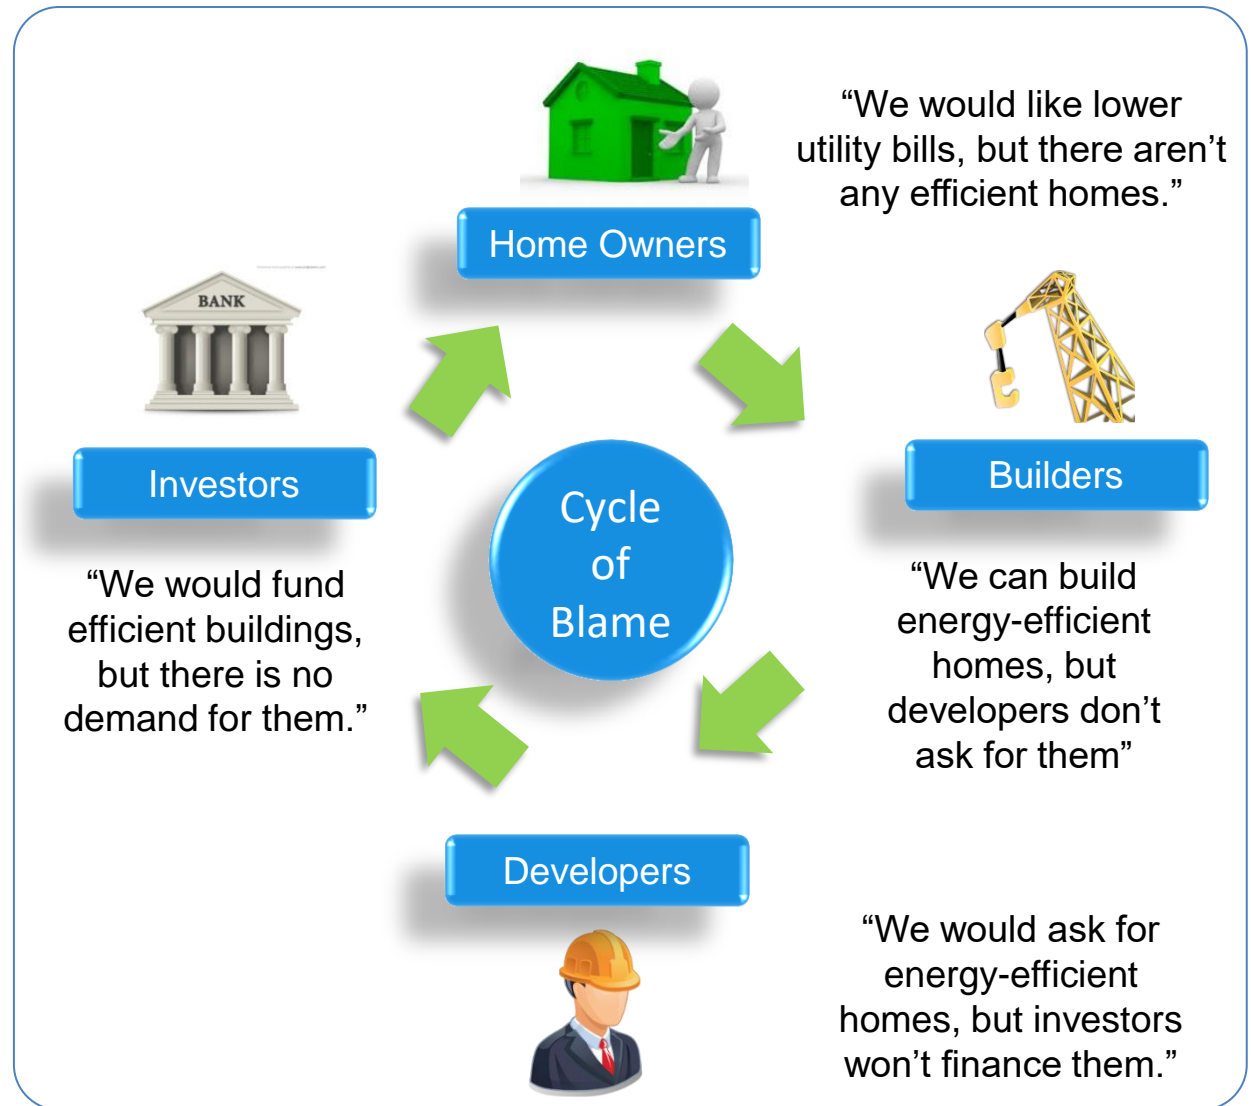 “We would like lower
utility bills, but there aren’t
any efficient homes.”
Home Owners
BANK
Investors
Builders
Cycle
of
Blame
“We would fund
efficient buildings,
but there is no
demand for them.”
“We can build
energy-efficient
homes, but
developers don’t
ask for them”
Developers
“We would ask for
energy-efficient
homes, but investors
won’t finance them.”